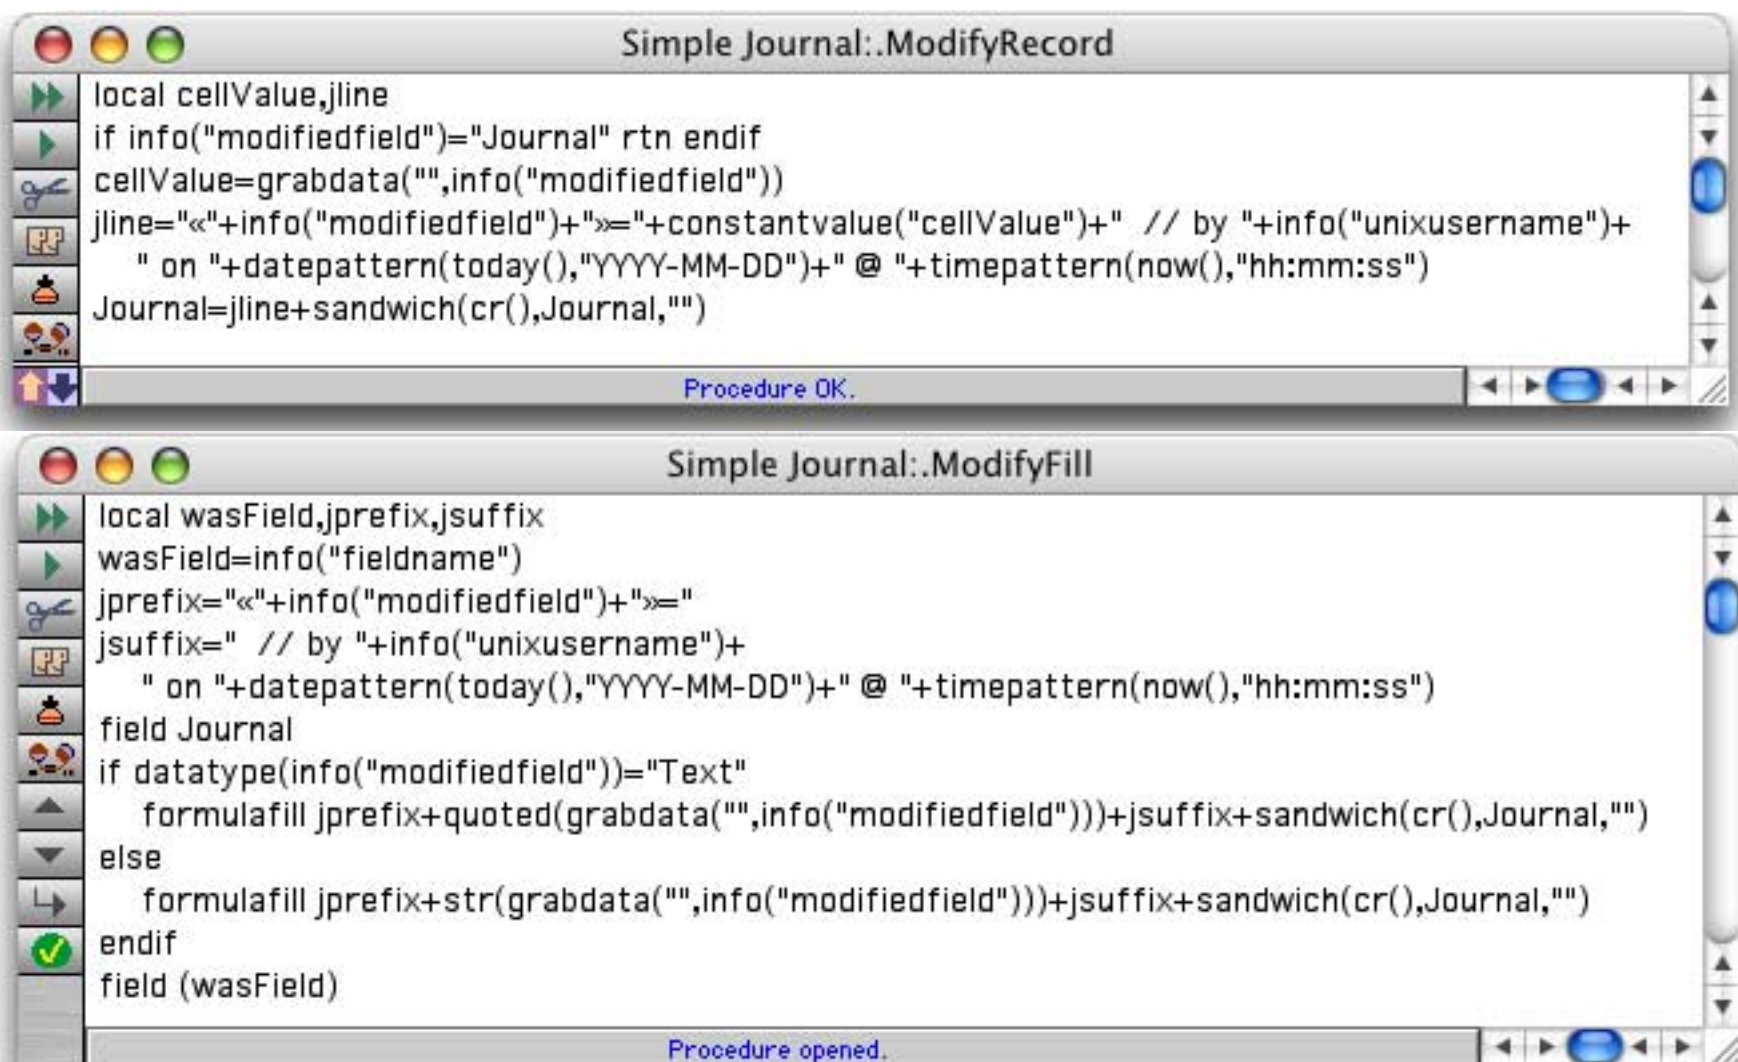 Simple Journal:.ModifyRecord
local cellValue,jline
if info("modifiedfield")="Journal" rtn endif
cellValue=grabdata("",info("modifiedfield"))
jline="«"+info("modifiedfield")+"»="+constantvalue("cellValue")+"  // by "+info("unixusername")+
   " on "+datepattern(today(),"YYYY-MM-DD")+" @ "+timepattern(now(),"hh:mm:ss")
Journal=jline+sandwich(cr(),Journal,"")
Procedure OK.
Simple Journal:.ModifyFill
local wasField,jprefix,jsuffix
wasField=info("fieldname")
jprefix="«"+info("modifiedfield")+"»="
jsuffix="  // by "+info("unixusername")+
   " on "+datepattern(today(),"YYYY-MM-DD")+" @ "+timepattern(now(),"hh:mm:ss")
field Journal
if datatype(info("modifiedfield"))="Text"
   formulafill jprefix+quoted(grabdata("",info("modifiedfield")))+jsuffix+sandwich(cr(),Journal,"")
else
   formulafill jprefix+str(grabdata("",info("modifiedfield")))+jsuffix+sandwich(cr(),Journal,"")
endif
field (wasField)
Procedure opened.